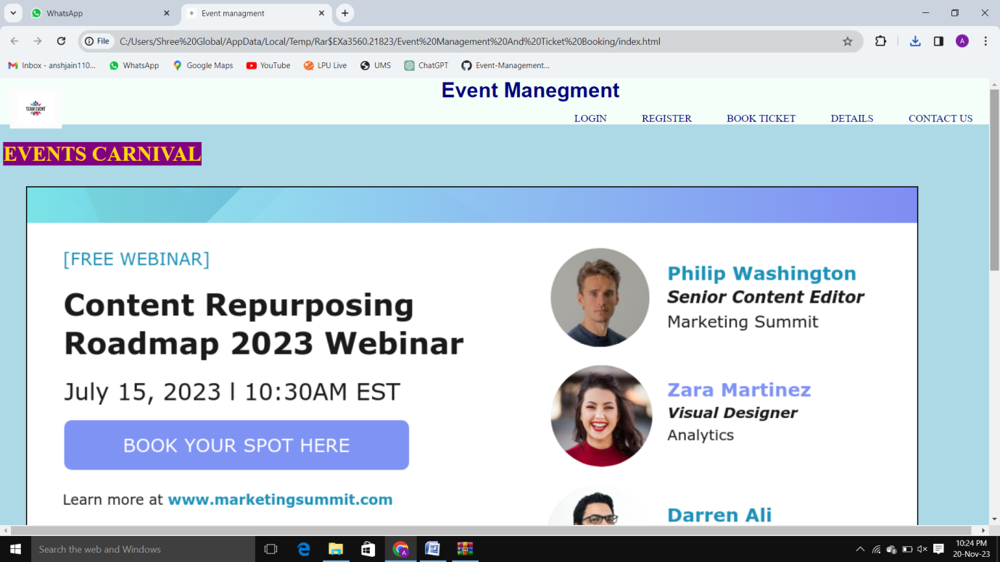 WhatsApp
Event managment
File
C:/Users/Shree%20Global/AppData/Local/Temp/Rar$EXa3560.21823/Event%20Management%20And%20Ticket%20Booking/index.html
A
Inbox - anshjain110...
WhatsApp
Google Maps
YouTube
LPU Live
UMS
ChatGPT
Event-Management...
TEAM EVENT
Event Manegment
LOGIN
REGISTER
BOOK TICKET
DETAILS
CONTACT US
EVENTS CARNIVAL
[FREE WEBINAR]
Content Repurposing
Roadmap 2023 Webinar
July 15, 2023 l 10:30AM EST
BOOK YOUR SPOT HERE
Learn more at www.marketingsummit.com
Philip Washington
Senior Content Editor
Marketing Summit
Zara Martinez
Visual Designer
Analytics
Darren Ali
Search the web and Windows
10:24 PM
20-Nov-23